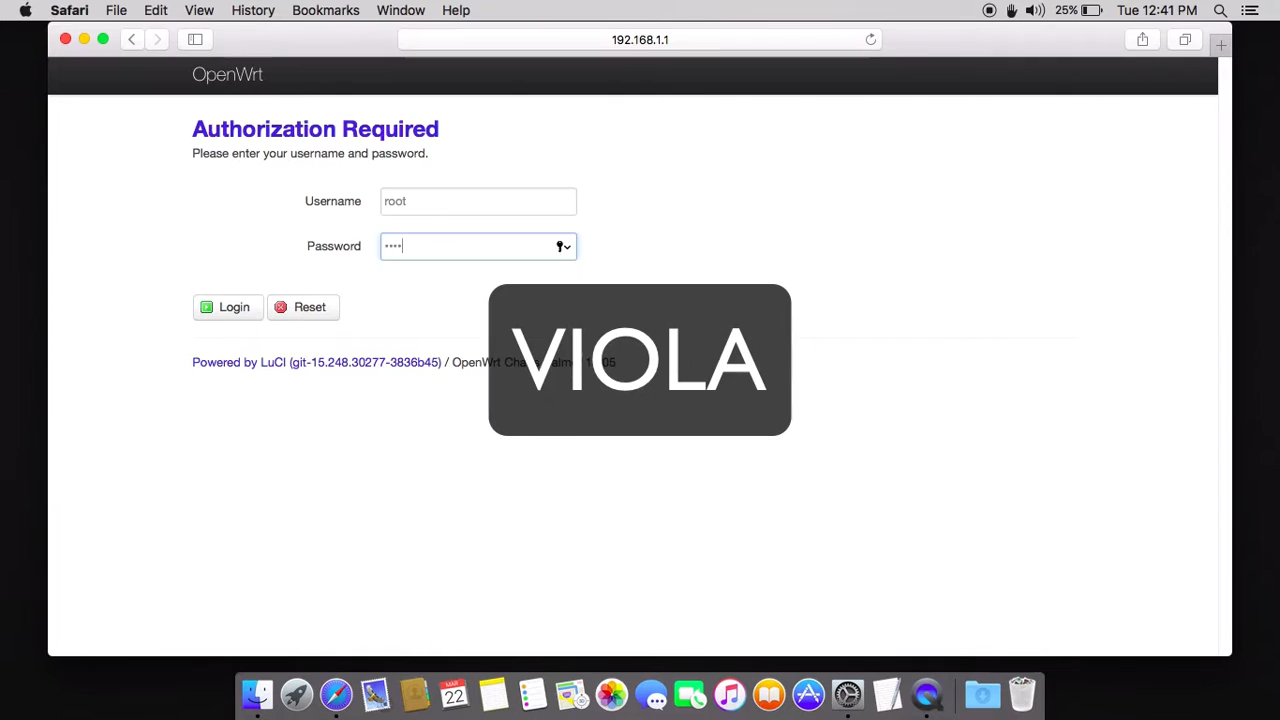 Safari File Edit View History Bookmarks Window Help 25% Tue 12:41 PM
192.168.1.1
OpenWrt
Authorization Required
Please enter your username and password.
Username root
Password ••••
Login Reset
Powered by LuCI (git-15.248.30277-3836b45) / OpenWrt
VIOLA
MAR
22